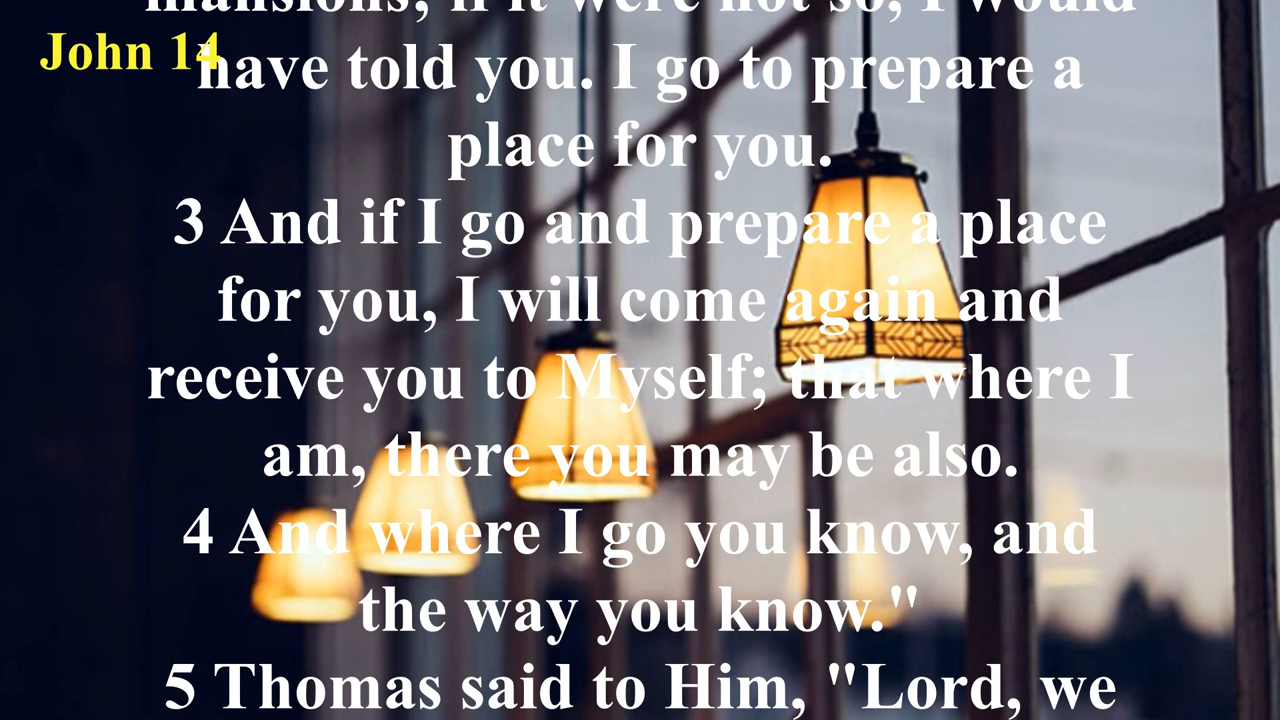 mansions; if it were not so, I would
John 14
have told you. I go to prepare a
place for you.
3 And if I go and prepare a place
for you, I will come again and
receive you to Myself; that where I
am, there you may be also.
4 And where I go you know, and
the way you know."
5 Thomas said to Him, "Lord, we